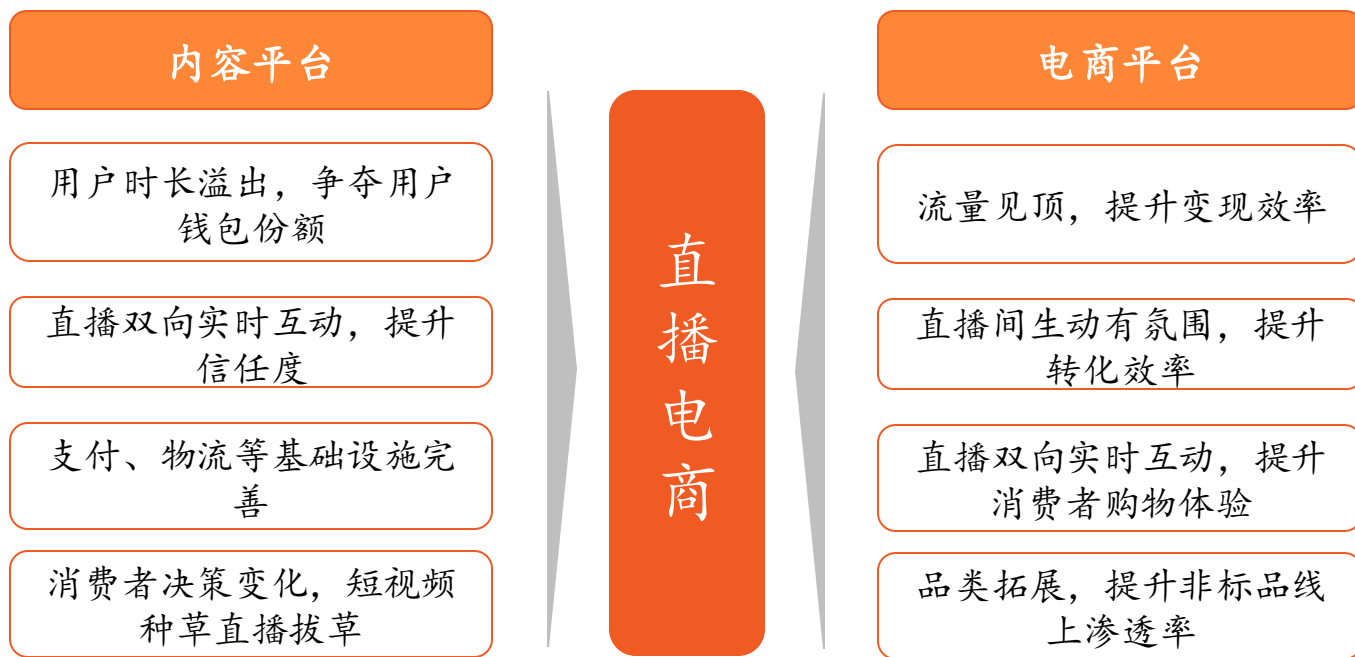 内容平台
用户时长溢出，争夺用户
钱包份额
直播双向实时互动，提升
信任度
支付、物流等基础设施完
善
消费者决策变化，短视频
种草直播拔草
直
播
电
商
电商平台
流量见顶，提升变现效率
直播间生动有氛围，提升
转化效率
直播双向实时互动，提升
消费者购物体验
品类拓展，提升非标品线
上渗透率